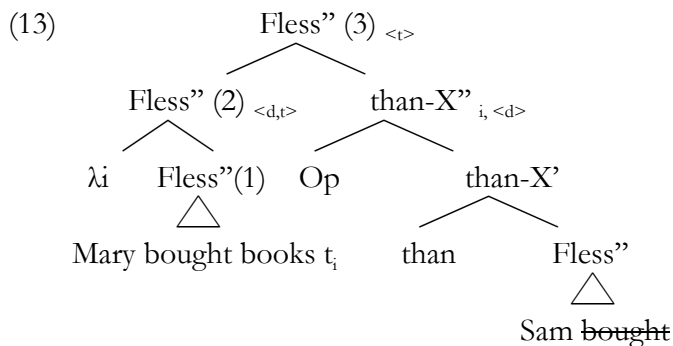 (13) Fless” (3) <t>
Fless” (2) <d,t> than-X” i, <d>
λi Fless”(1) Op than-X’
Mary bought books ti than Fless”
Sam bought